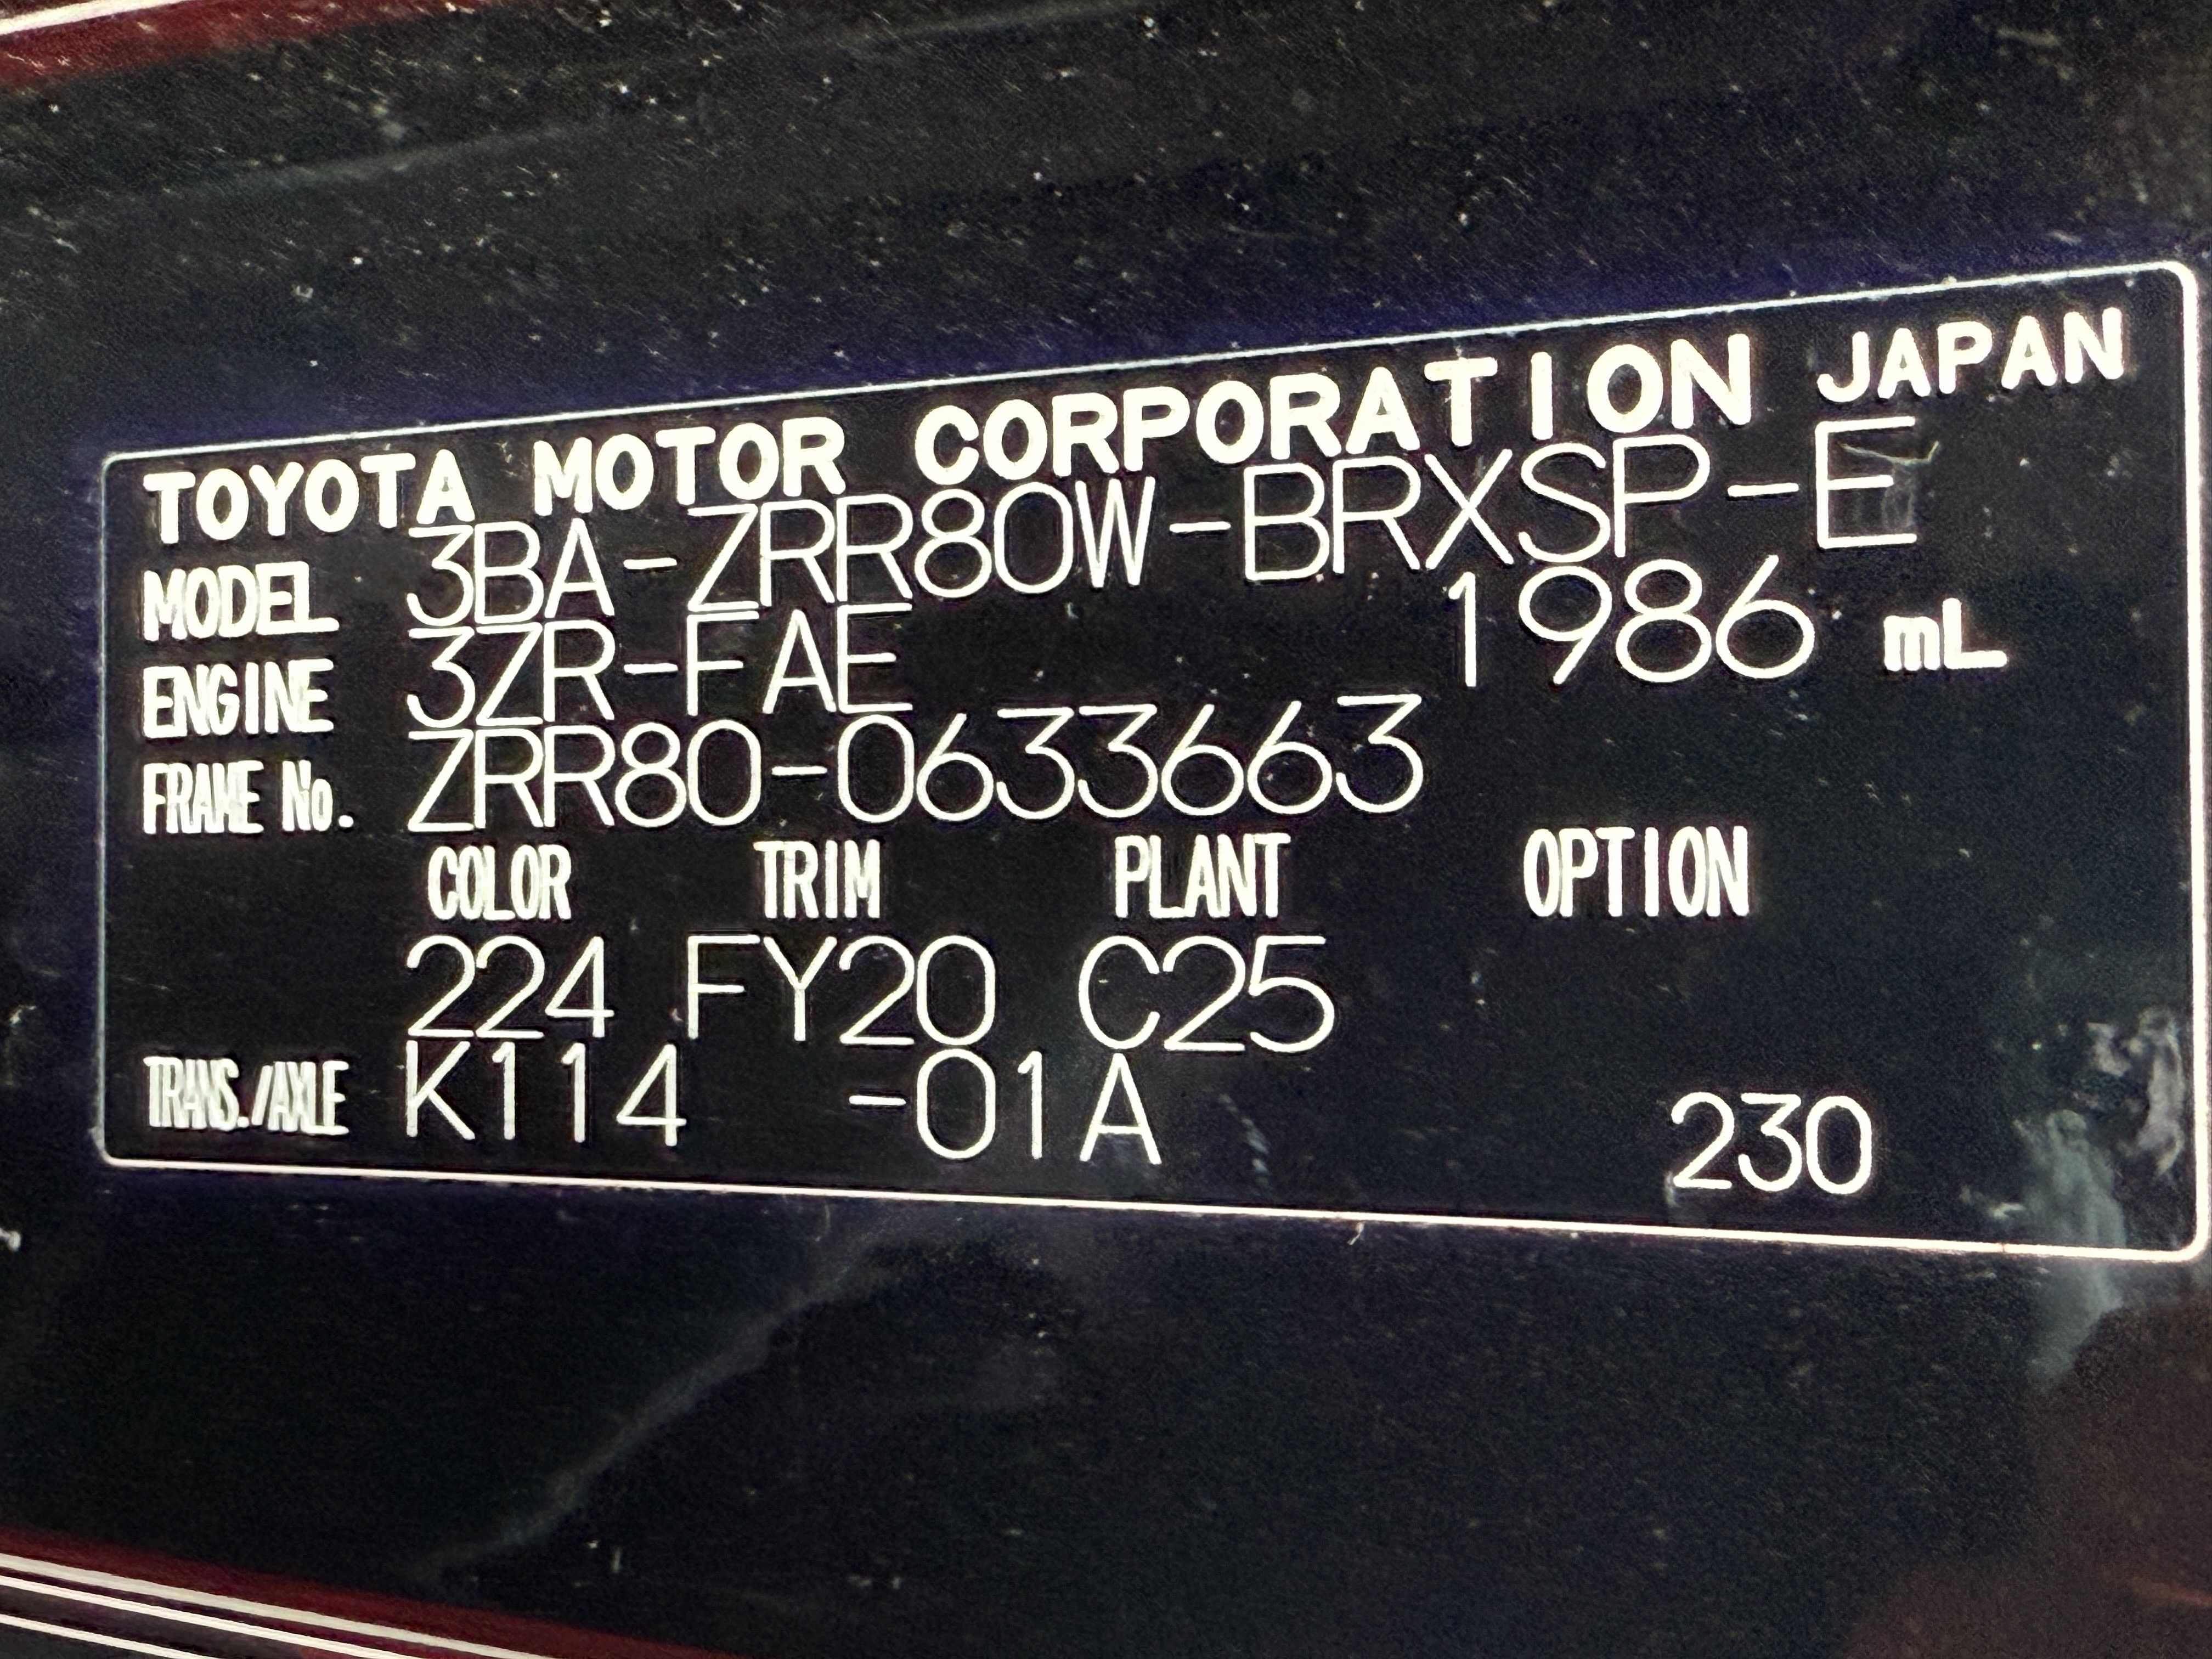 TOYOTA MOTOR CORPORATION JAPAN
MODEL 3BA-ZRR80W-BRXSP-E
ENGINE 3ZR-FAE 1986 mL
FRAME No. ZRR80-0633663
COLOR TRIM PLANT OPTION
224 FY20 C25
TRANS./AXLE K114 -01A 230